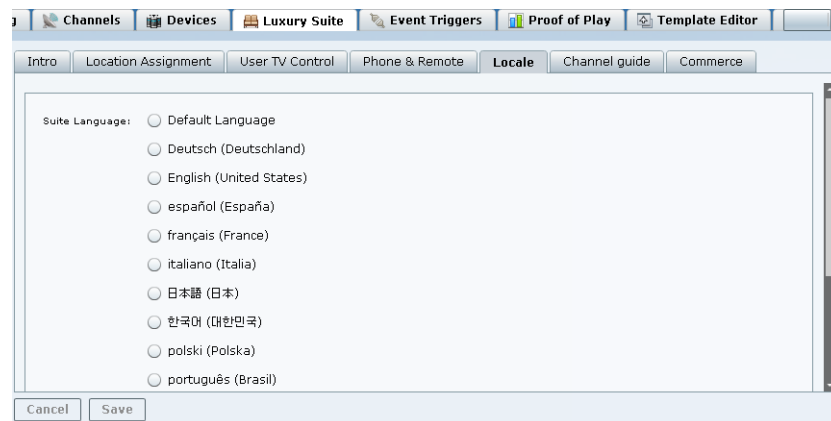 g Channels Devices Luxury Suite Event Triggers Proof of Play Template Editor
Intro Location Assignment User TV Control Phone & Remote Locale Channel guide Commerce
Suite Language: Default Language
Deutsch (Deutschland)
English (United States)
español (España)
français (France)
italiano (Italia)
日本語 (日本)
한국어 (대한민국)
polski (Polska)
português (Brasil)
Cancel Save